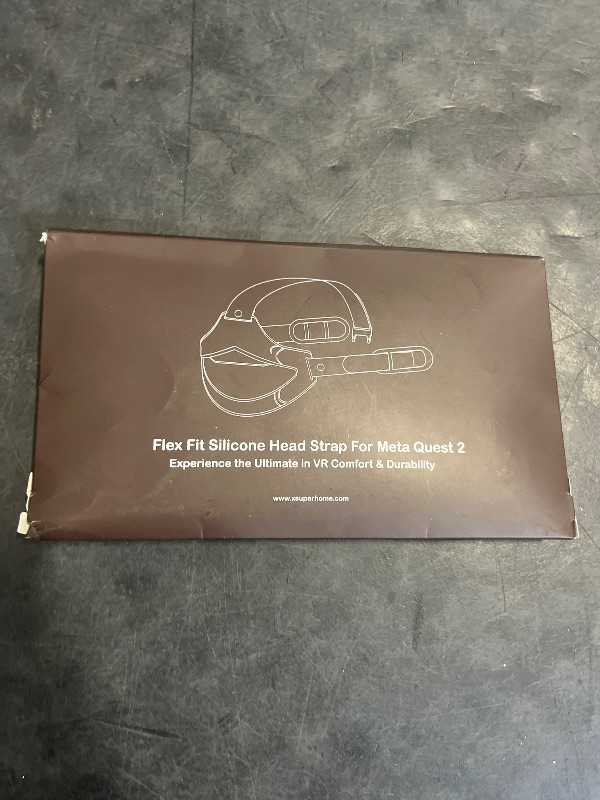 Flex Fit Silicone Head Strap For Meta Quest 2
Experience the Ultimate in VR Comfort & Durability
www.xsuperhome.com